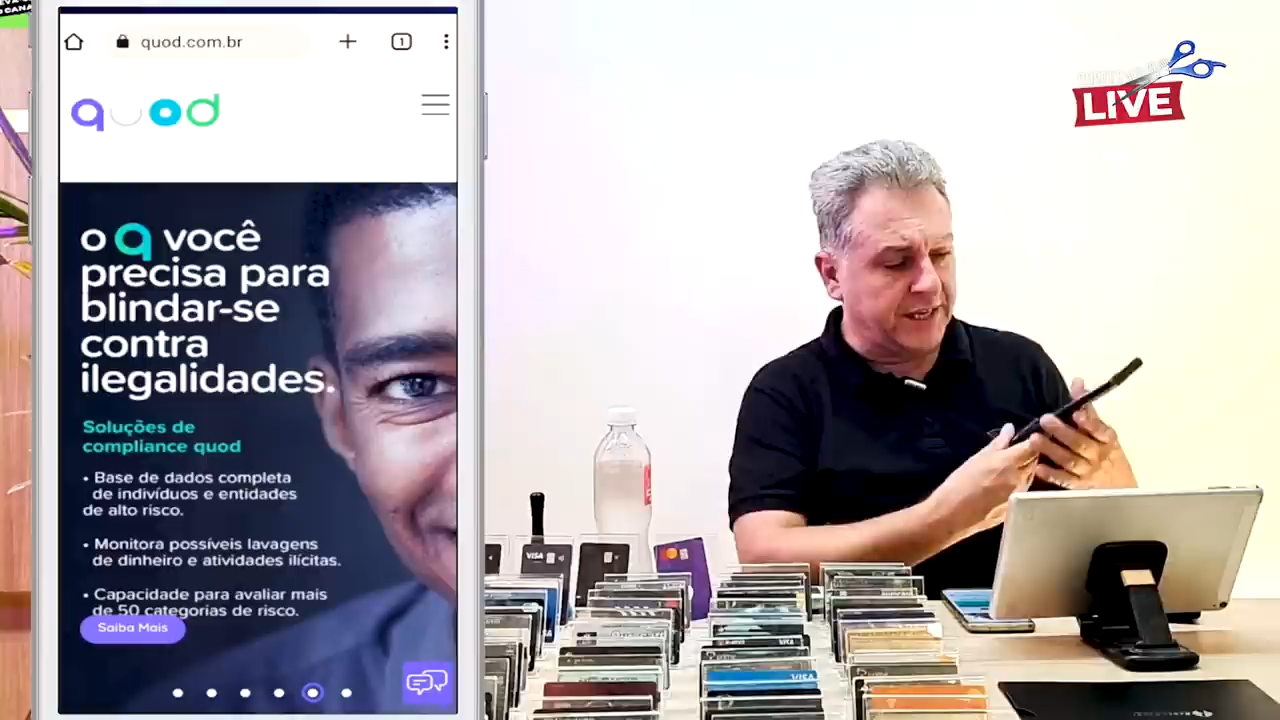 quod.com.br
1
quod
o q você
precisa para
blindar-se
contra
ilegalidades.
Soluções de
compliance quod
• Base de dados completa
de indivíduos e entidades
de alto risco.
• Monitora possíveis lavagens
de dinheiro e atividades ilícitas.
• Capacidade para avaliar mais
de 50 categorias de risco.
Saiba Mais
LIVE
VISA
VISA